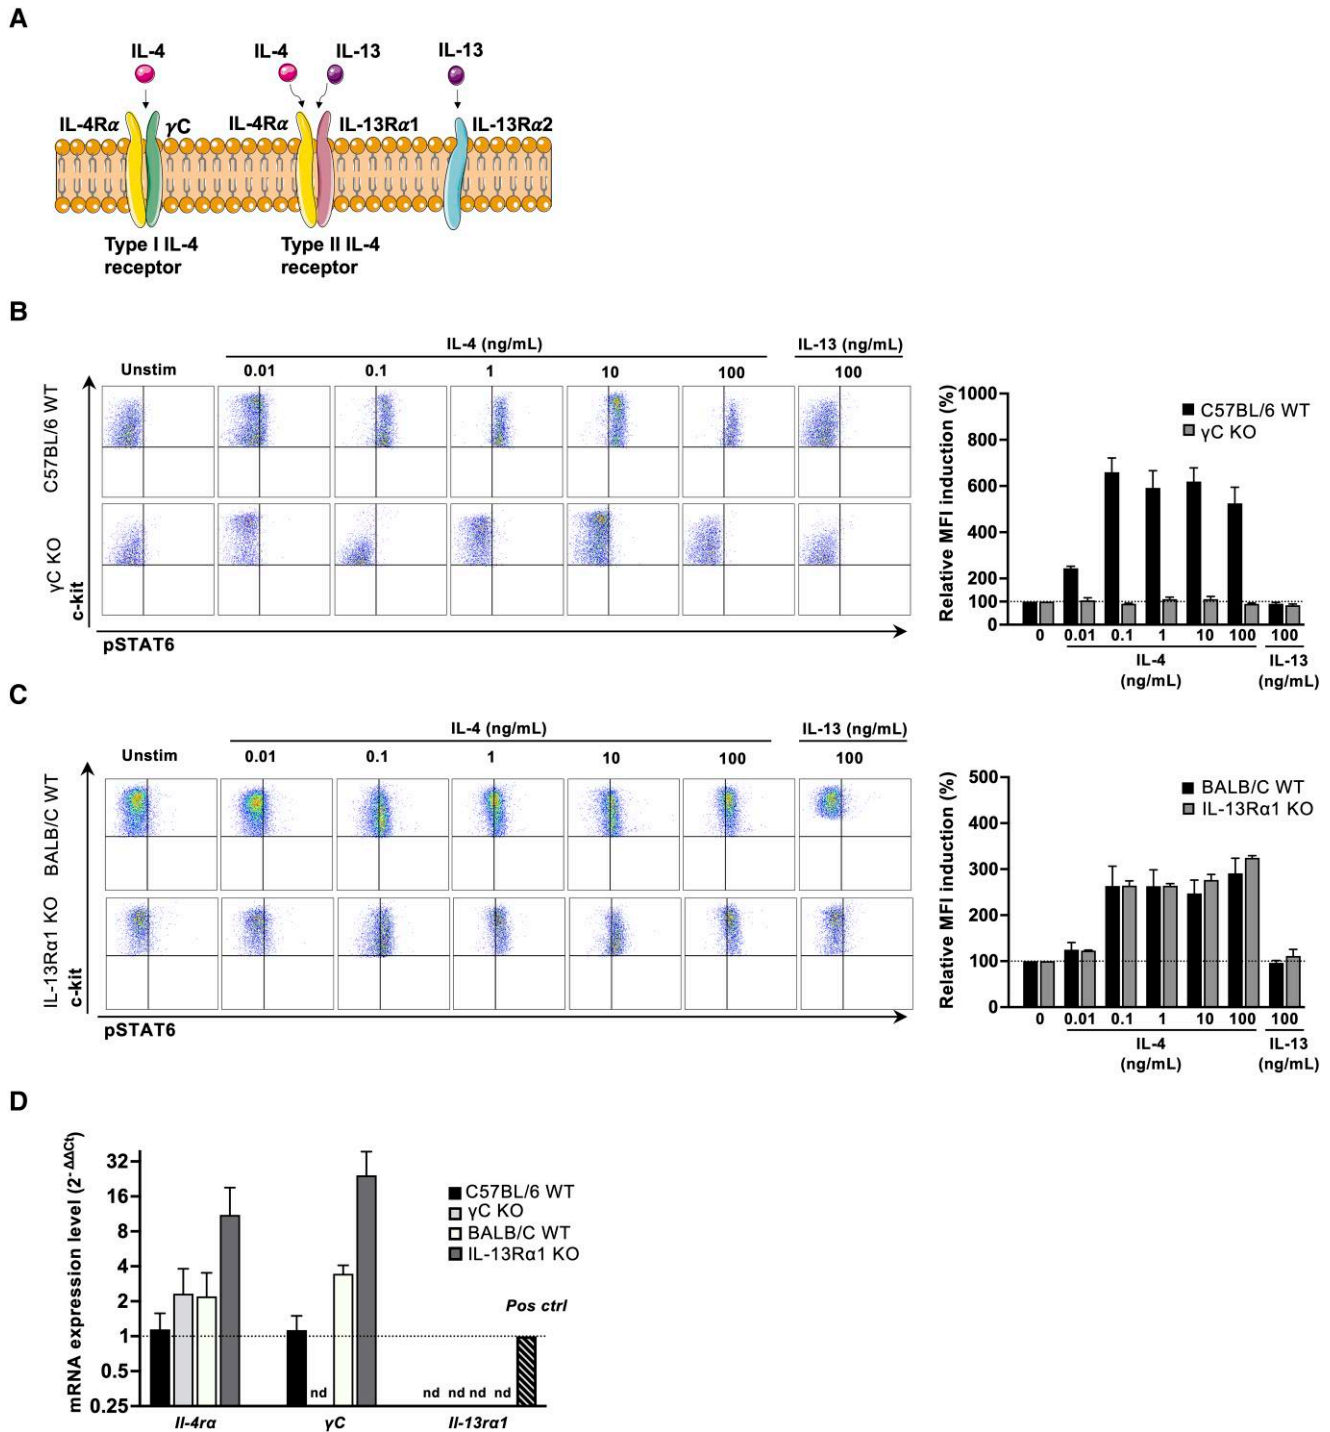 A
IL-4
IL-4
IL-13
IL-13
IL-4Rα
γC
IL-4Rα
IL-13Rα1
IL-13Rα2
Type I IL-4
receptor
Type II IL-4
receptor
B
IL-4 (ng/mL)
IL-13 (ng/mL)
Unstim
0.01
0.1
1
10
100
100
C57BL/6 WT
γC KO
c-kit
pSTAT6
Relative MFI induction (%)
1000
800
600
400
200
100
0
C57BL/6 WT
γC KO
0
0.01
0.1
1
10
100
100
IL-4
(ng/mL)
IL-13
(ng/mL)
C
IL-4 (ng/mL)
IL-13 (ng/mL)
Unstim
0.01
0.1
1
10
100
100
BALB/C WT
IL-13Rα1 KO
c-kit
pSTAT6
Relative MFI induction (%)
500
400
300
200
100
0
BALB/C WT
IL-13Rα1 KO
0
0.01
0.1
1
10
100
100
IL-4
(ng/mL)
IL-13
(ng/mL)
D
mRNA expression level (2^-ΔΔCt)
32
16
8
4
2
1
0.5
0.25
C57BL/6 WT
γC KO
BALB/C WT
IL-13Rα1 KO
Pos ctrl
nd
nd nd nd nd
Il-4rα
γC
Il-13rα1